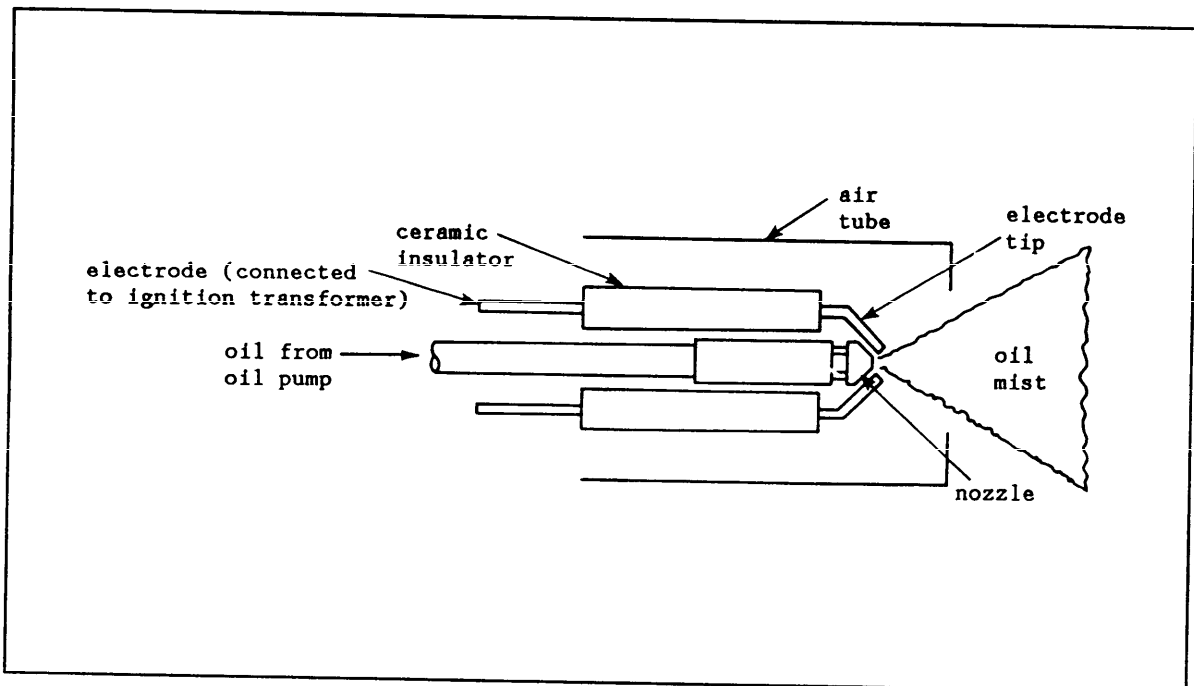 air
tube
electrode
tip
ceramic
insulator
electrode (connected
to ignition transformer)
oil from
oil pump
oil
mist
nozzle